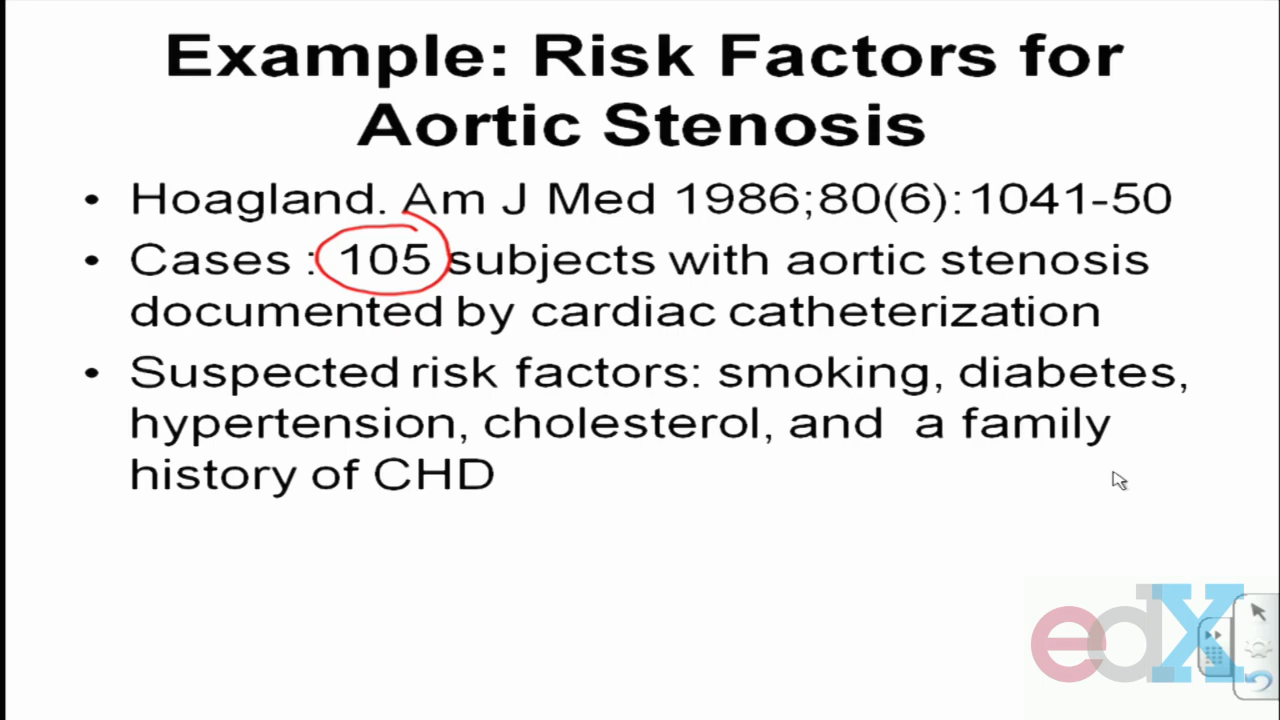 Example: Risk Factors for
Aortic Stenosis
• Hoagland. Am J Med 1986;80(6):1041-50
• Cases : 105 subjects with aortic stenosis
documented by cardiac catheterization
• Suspected risk factors: smoking, diabetes,
hypertension, cholesterol, and a family
history of CHD
edX